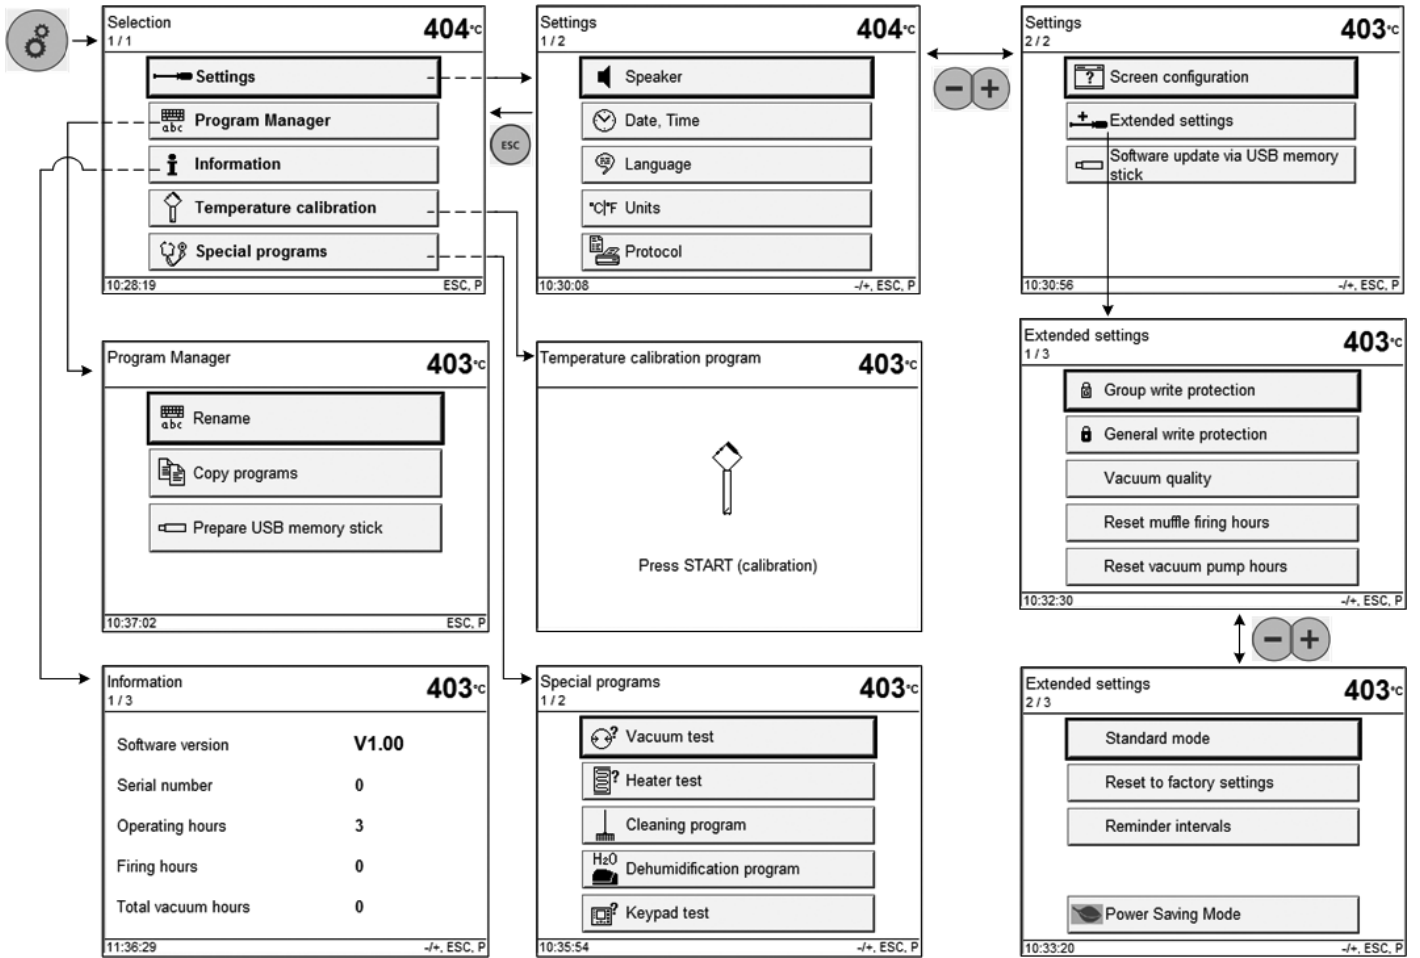 Selection
1 / 1
404°C
Settings
abc
Program Manager
Information
Temperature calibration
Special programs
10:28:19
ESC, P
Settings
1 / 2
404°C
Speaker
Date, Time
Language
°C|°F Units
Protocol
10:30:08
-/+, ESC, P
ESC
− +
Settings
2 / 2
403°C
? Screen configuration
+ Extended settings
Software update via USB memory
stick
10:30:56
-/+, ESC, P
Program Manager
403°C
abc
Rename
Copy programs
Prepare USB memory stick
10:37:02
ESC, P
Temperature calibration program
403°C
Press START (calibration)
Extended settings
1 / 3
403°C
Group write protection
General write protection
Vacuum quality
Reset muffle firing hours
Reset vacuum pump hours
10:32:30
-/+, ESC, P
− +
Information
1 / 3
403°C
Software version V1.00
Serial number 0
Operating hours 3
Firing hours 0
Total vacuum hours 0
11:36:29
-/+, ESC, P
Special programs
1 / 2
403°C
? Vacuum test
? Heater test
Cleaning program
H2O
Dehumidification program
? Keypad test
10:35:54
-/+, ESC, P
Extended settings
2 / 3
403°C
Standard mode
Reset to factory settings
Reminder intervals
Power Saving Mode
10:33:20
-/+, ESC, P